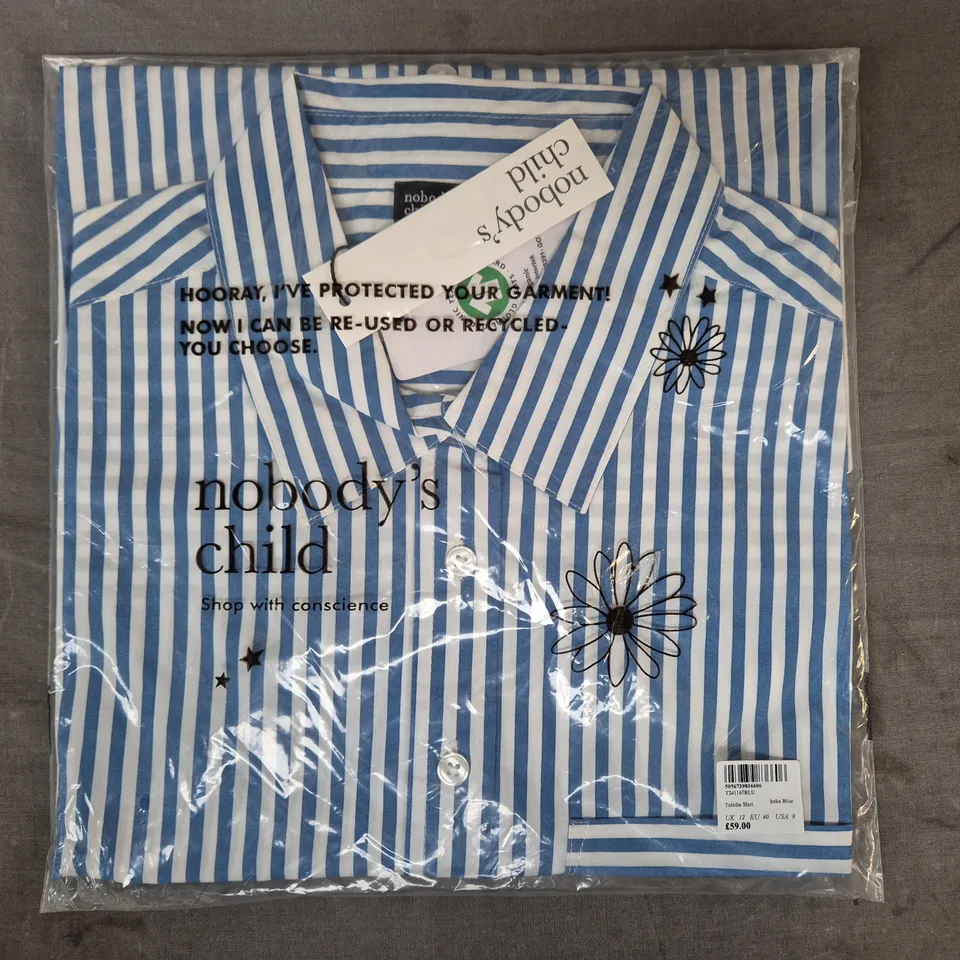 nobody's
child
HOORAY, I'VE PROTECTED YOUR GARMENT!
NOW I CAN BE RE-USED OR RECYCLED-
YOU CHOOSE.
nobody's
child
Shop with conscience
5056739836606
Tabitha Shirt
UK 12 EU 40 USA 8
£59.00